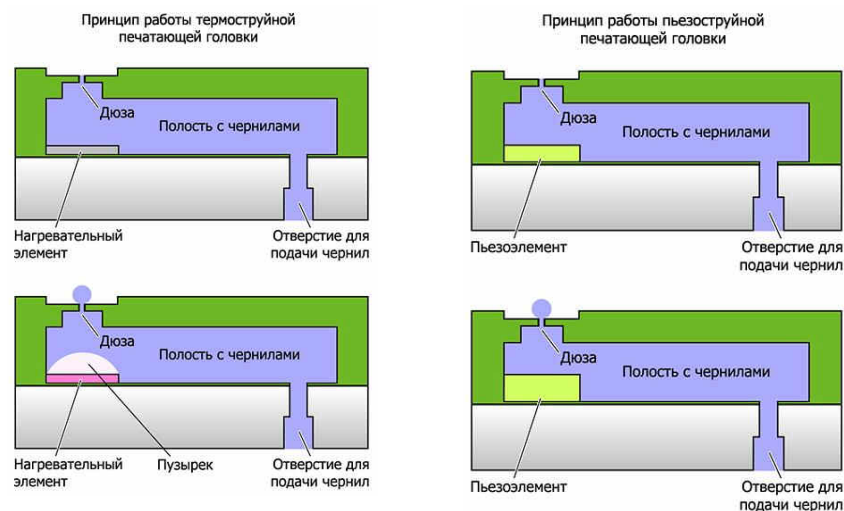 Принцип работы термоструйной
печатающей головки
Дюза
Полость с чернилами
Нагревательный
элемент
Отверстие для
подачи чернил
Дюза
Полость с чернилами
Нагревательный
элемент
Пузырек
Отверстие для
подачи чернил
Принцип работы пьезоструйной
печатающей головки
Дюза
Полость с чернилами
Пьезоэлемент
Отверстие для
подачи чернил
Дюза
Полость с чернилами
Пьезоэлемент
Отверстие для
подачи чернил